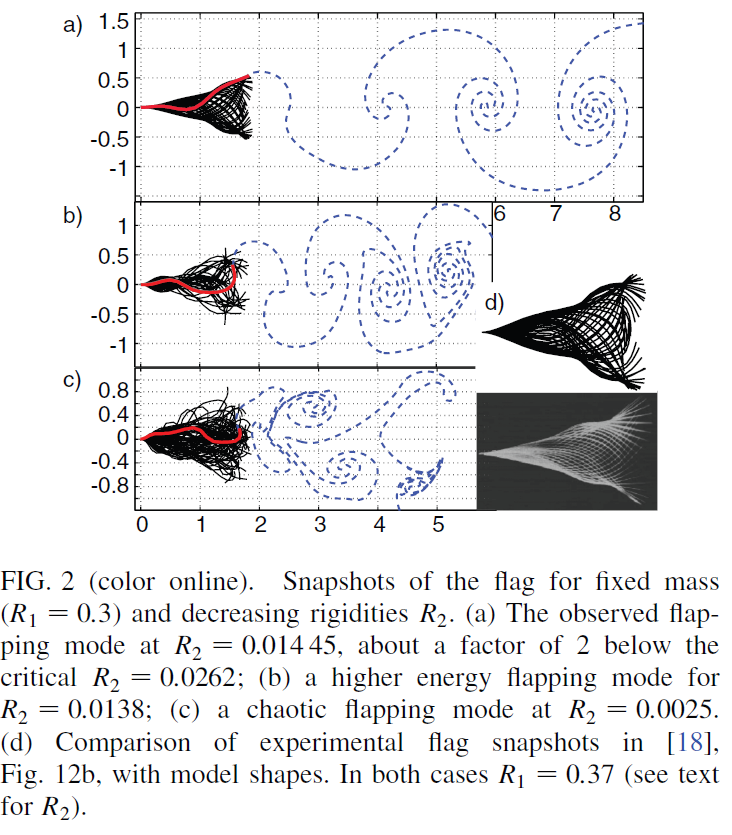 a)
1.5
1
0.5
0
-0.5
-1
6 7 8
b)
1
0.5
0
-0.5
-1
d)
c)
0.8
0.4
0
-0.4
-0.8
0 1 2 3 4 5
FIG. 2 (color online). Snapshots of the flag for fixed mass
(R₁ = 0.3) and decreasing rigidities R₂. (a) The observed flap-
ping mode at R₂ = 0.014 45, about a factor of 2 below the
critical R₂ = 0.0262; (b) a higher energy flapping mode for
R₂ = 0.0138; (c) a chaotic flapping mode at R₂ = 0.0025.
(d) Comparison of experimental flag snapshots in [18],
Fig. 12b, with model shapes. In both cases R₁ = 0.37 (see text
for R₂).